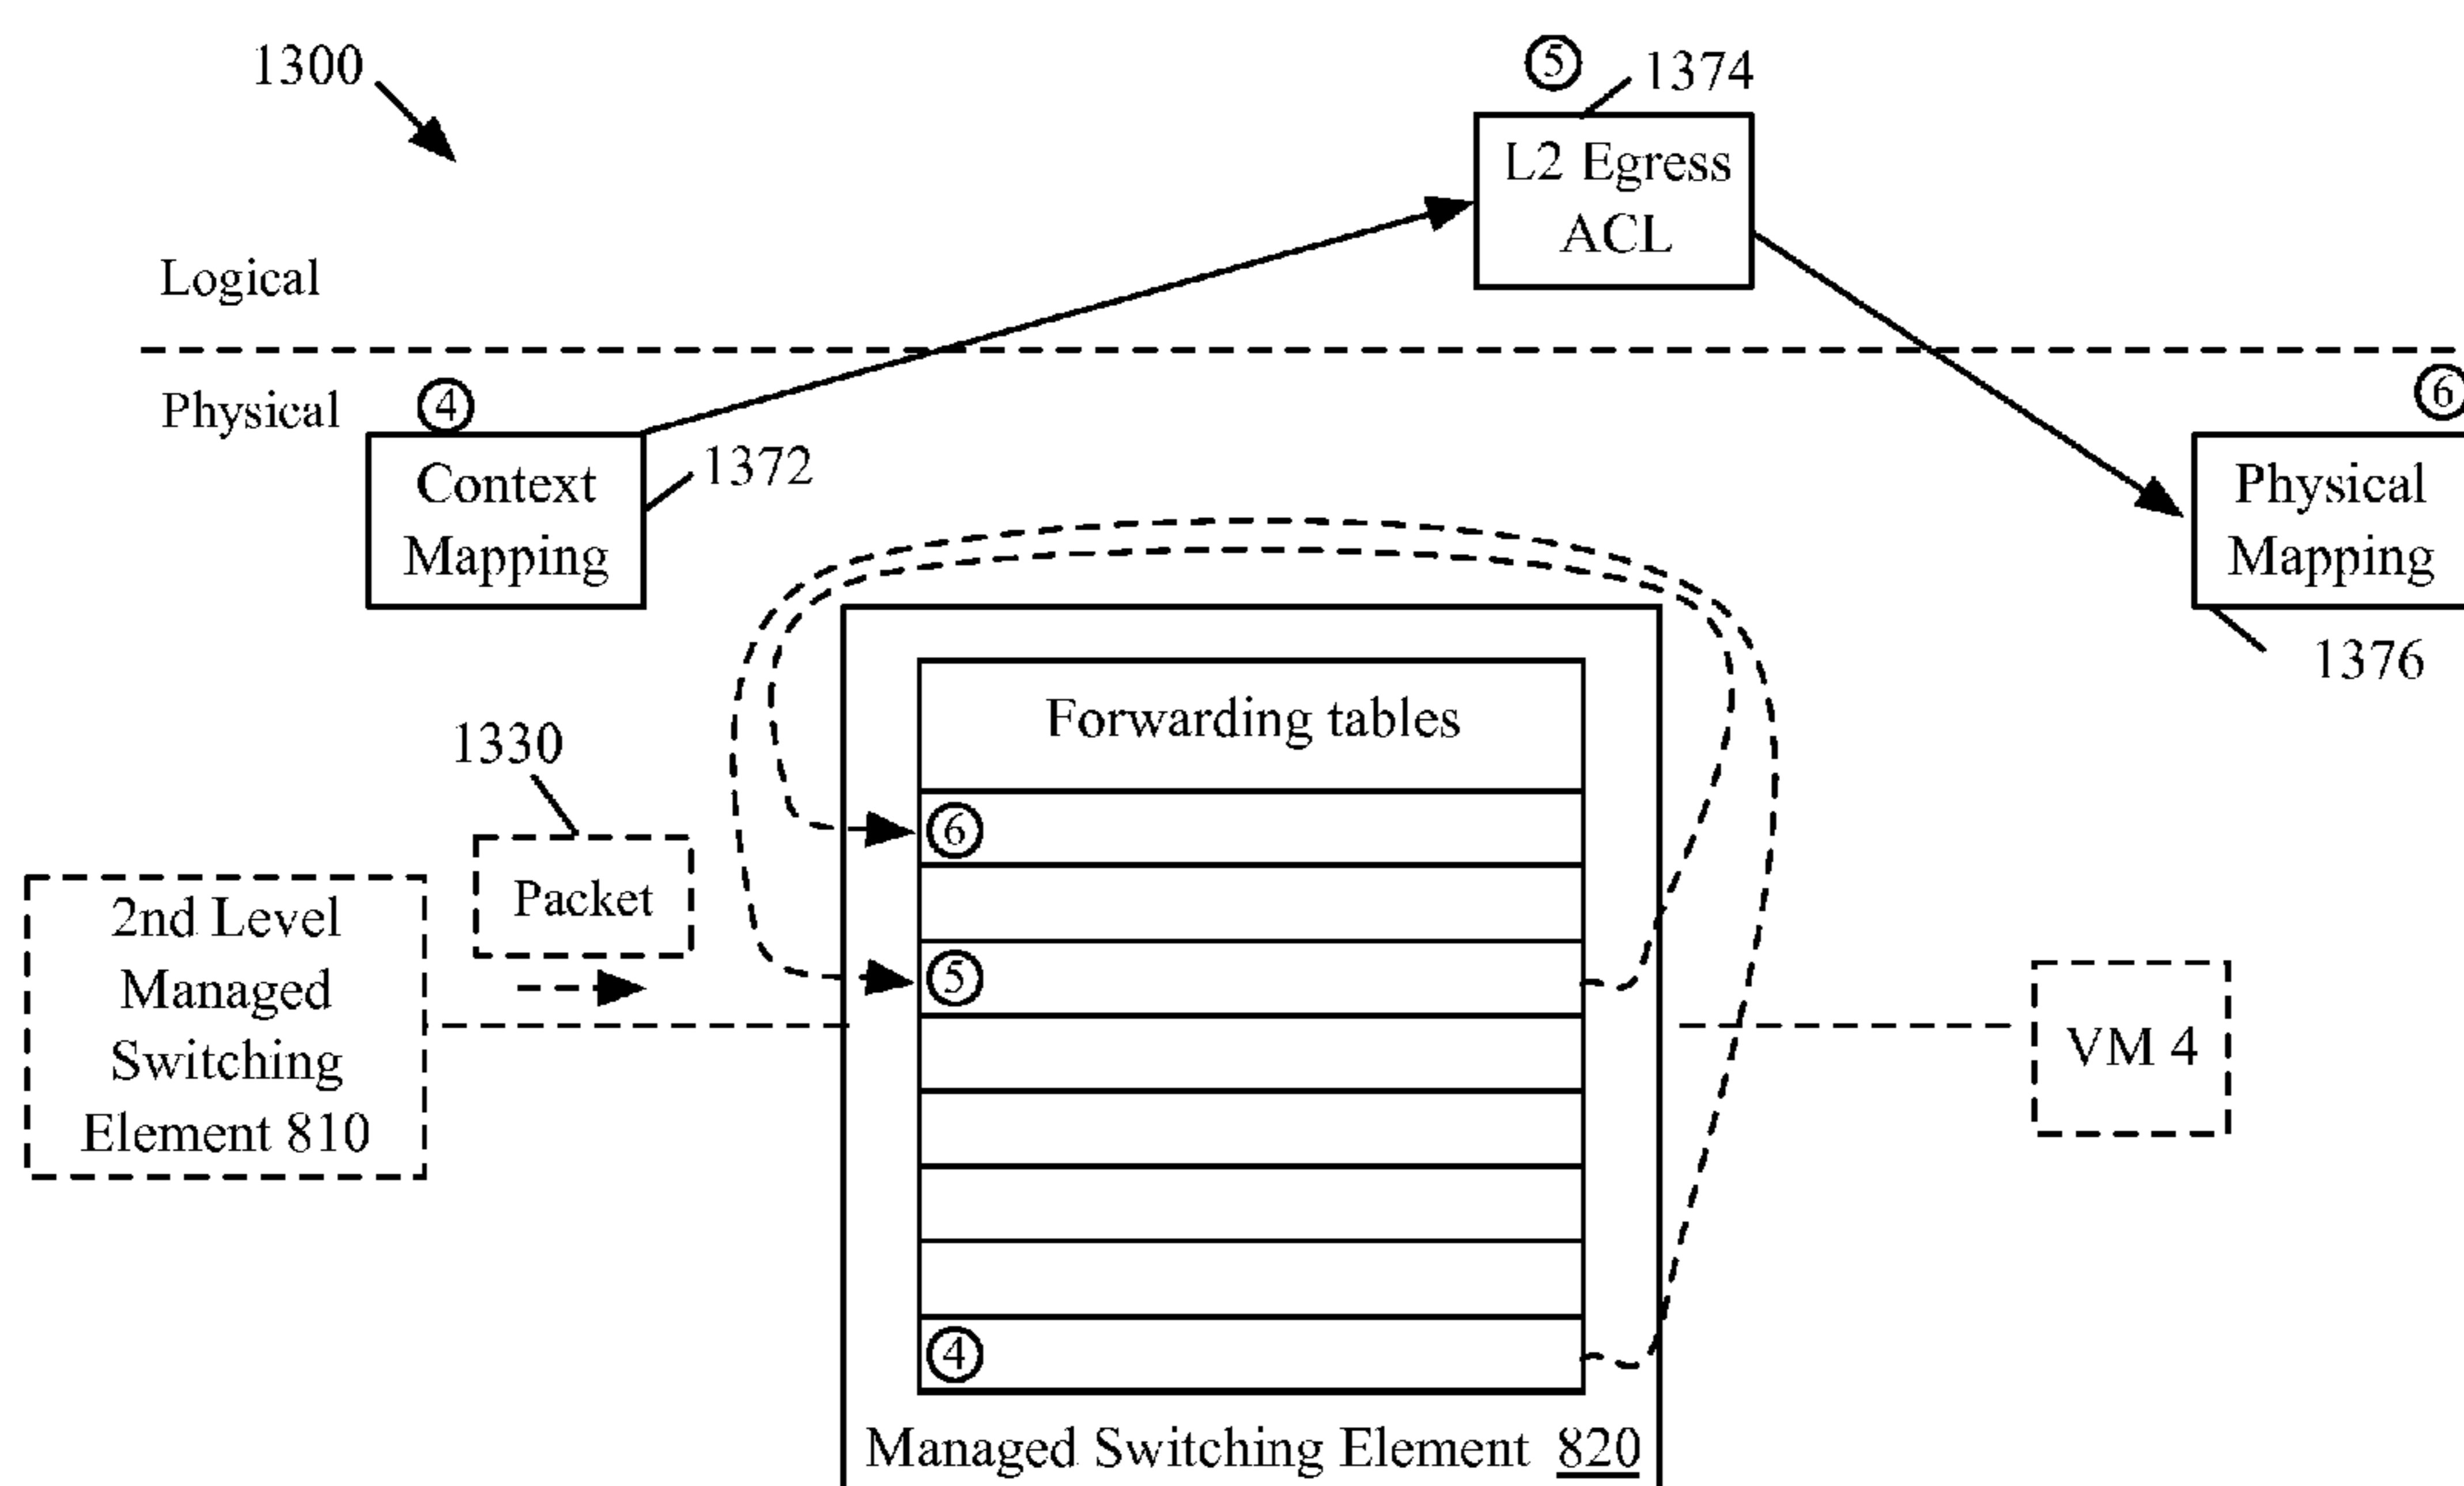 1300
⑤
1374
L2 Egress
ACL
Logical
Physical
④
⑥
Context
Mapping
1372
Physical
Mapping
1376
Forwarding tables
1330
⑥
Packet
2nd Level
Managed
Switching
Element 810
⑤
VM 4
④
Managed Switching Element 820